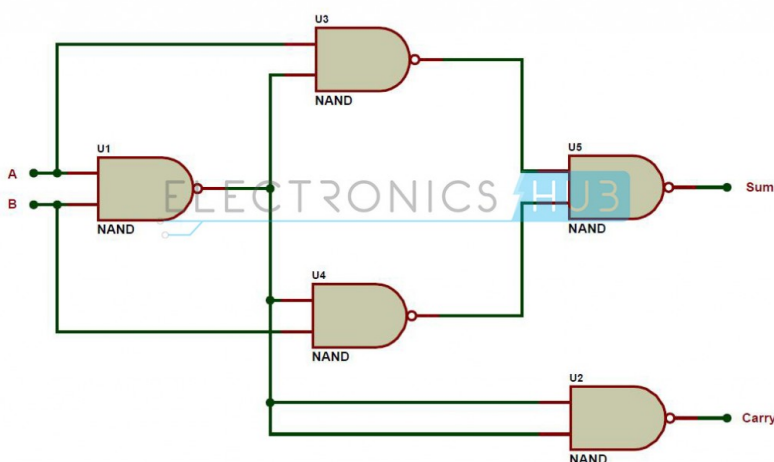 U3
NAND
A
U1
U5
B
ELECTRONICS HUB
Sum
NAND
NAND
U4
NAND
U2
Carry
NAND